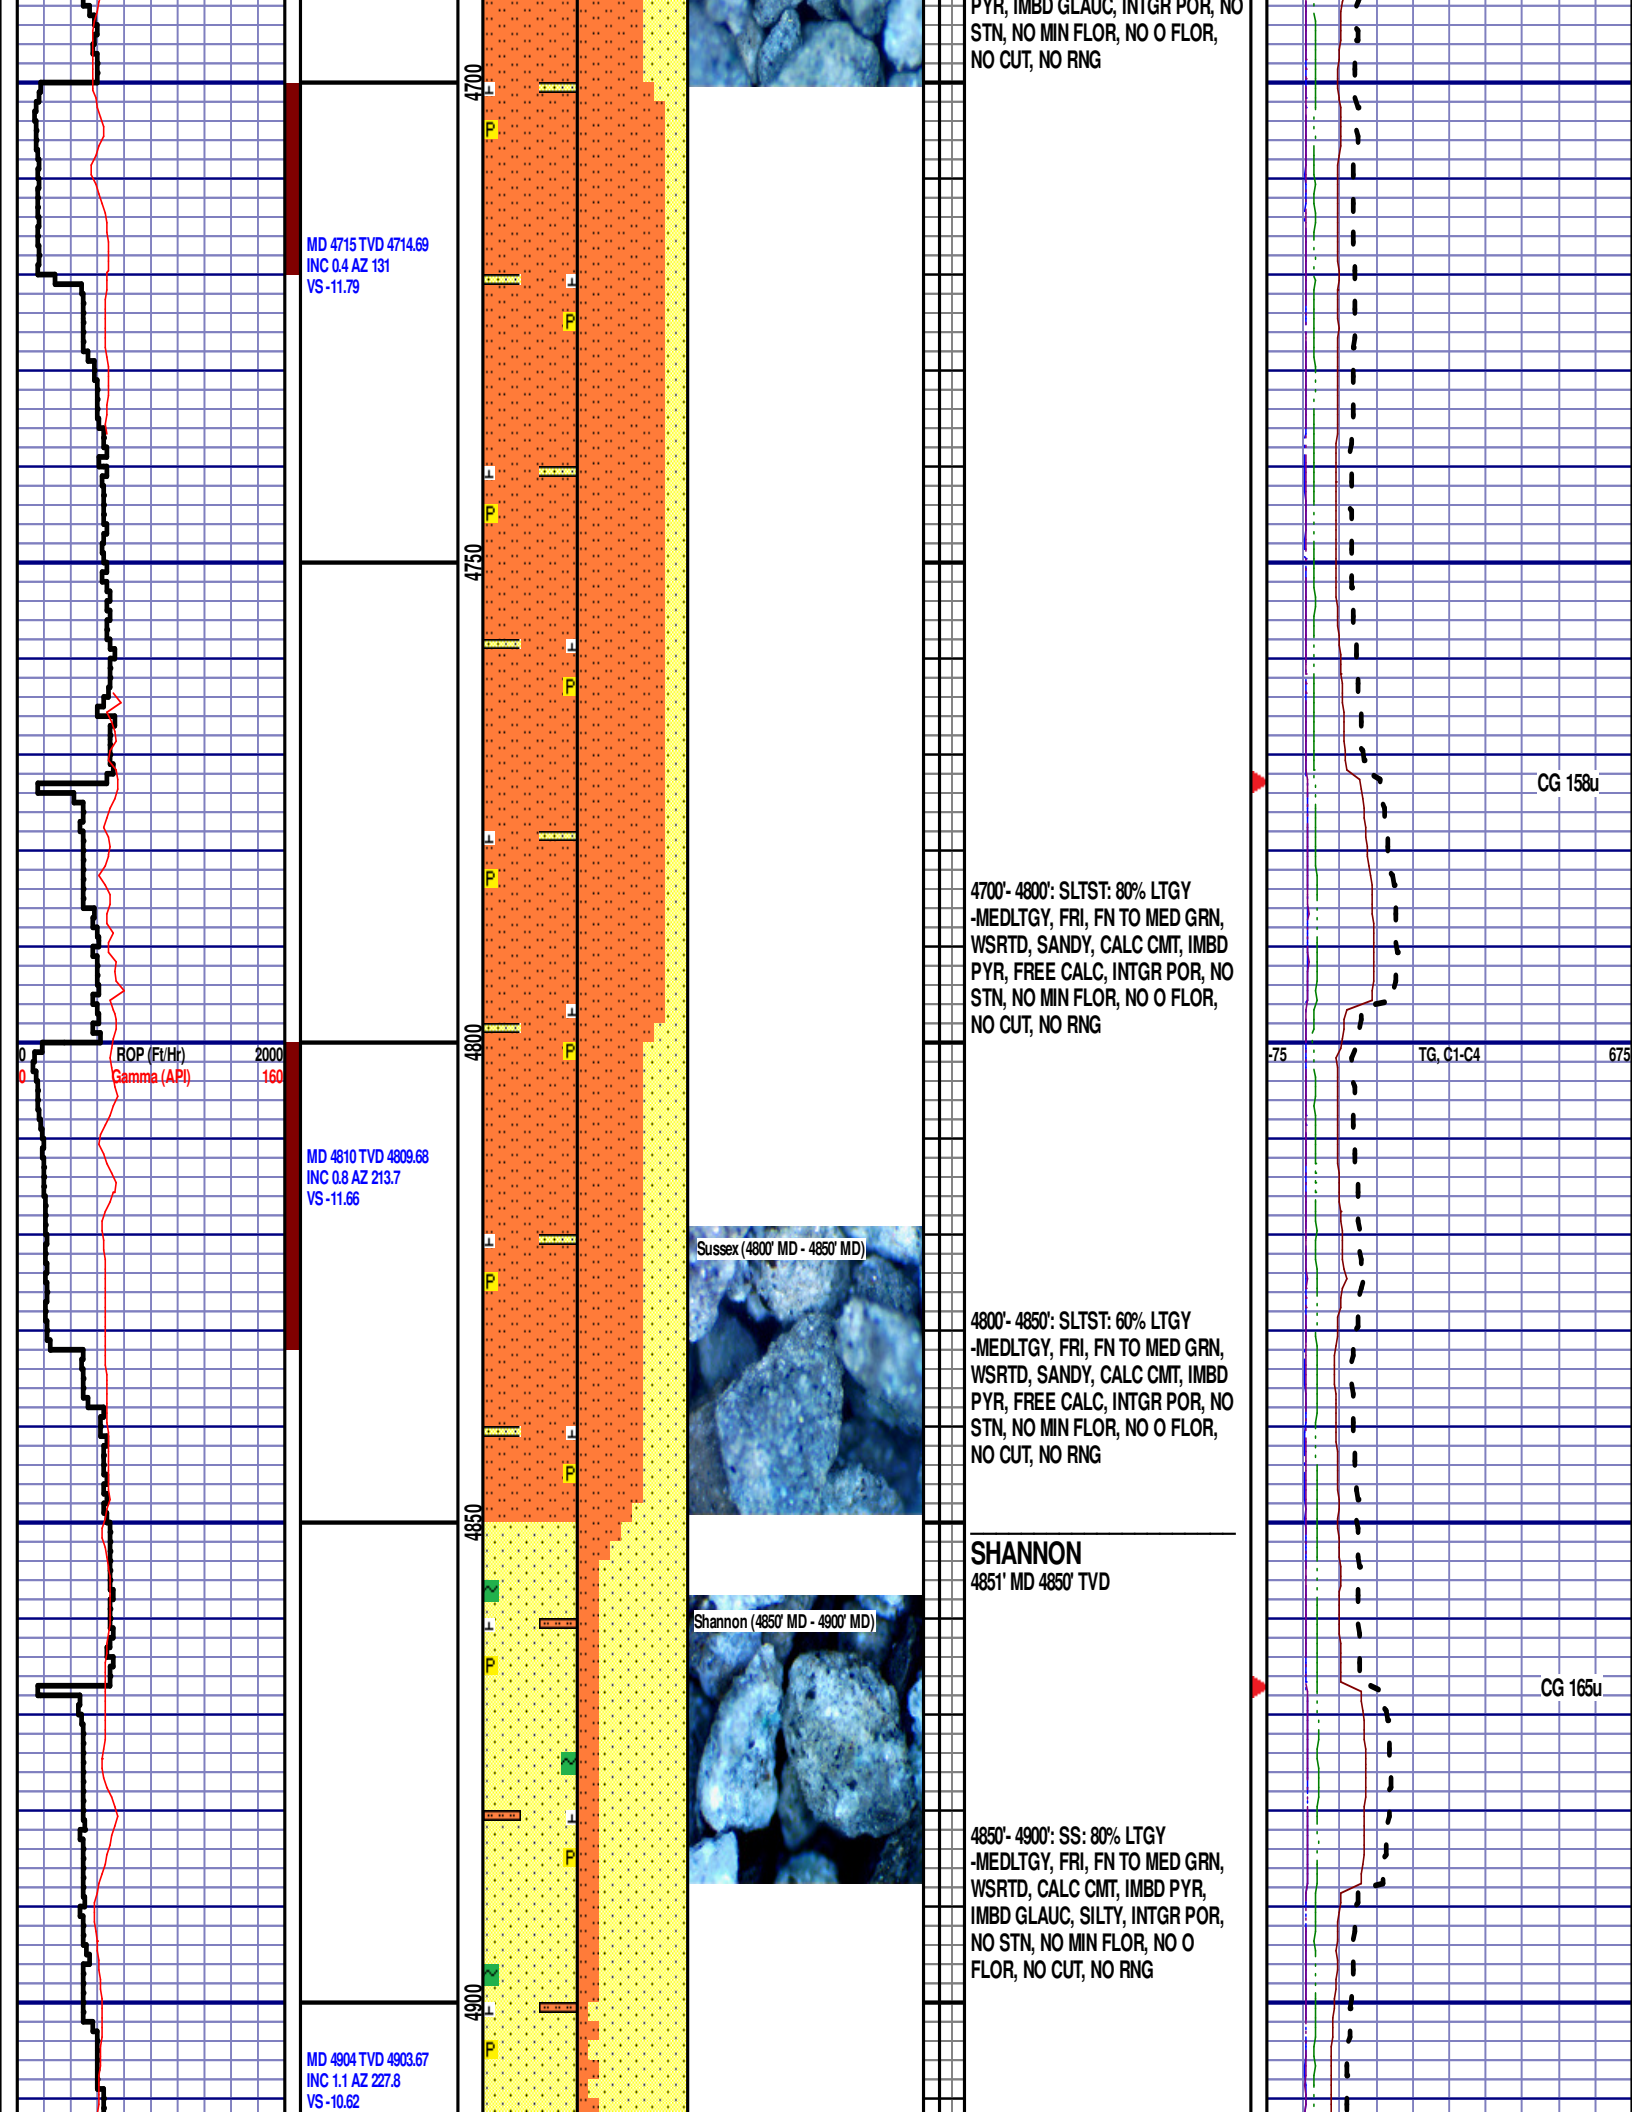 PYR, IMBD GLAUC, INTGR POR, NO
STN, NO MIN FLOR, NO O FLOR,
NO CUT, NO RNG
4700
P
MD 4715 TVD 4714.69
INC 0.4 AZ 131
VS -11.79
P
P
4750
P
CG 158u
P
4700'- 4800': SLTST: 80% LTGY
-MEDLTGY, FRI, FN TO MED GRN,
WSRTD, SANDY, CALC CMT, IMBD
PYR, FREE CALC, INTGR POR, NO
STN, NO MIN FLOR, NO O FLOR,
NO CUT, NO RNG
4800
0 ROP (Ft/Hr) 2000
0 Gamma (API) 160
P
-75 TG, C1-C4 675
MD 4810 TVD 4809.68
INC 0.8 AZ 213.7
VS -11.66
Sussex (4800' MD - 4850' MD)
P
4800'- 4850': SLTST: 60% LTGY
-MEDLTGY, FRI, FN TO MED GRN,
WSRTD, SANDY, CALC CMT, IMBD
PYR, FREE CALC, INTGR POR, NO
STN, NO MIN FLOR, NO O FLOR,
NO CUT, NO RNG
P
4850
SHANNON
4851' MD 4850' TVD
Shannon (4850' MD - 4900' MD)
P
CG 165u
P
4850'- 4900': SS: 80% LTGY
-MEDLTGY, FRI, FN TO MED GRN,
WSRTD, CALC CMT, IMBD PYR,
IMBD GLAUC, SILTY, INTGR POR,
NO STN, NO MIN FLOR, NO O
FLOR, NO CUT, NO RNG
4900
P
MD 4904 TVD 4903.67
INC 1.1 AZ 227.8
VS -10.62